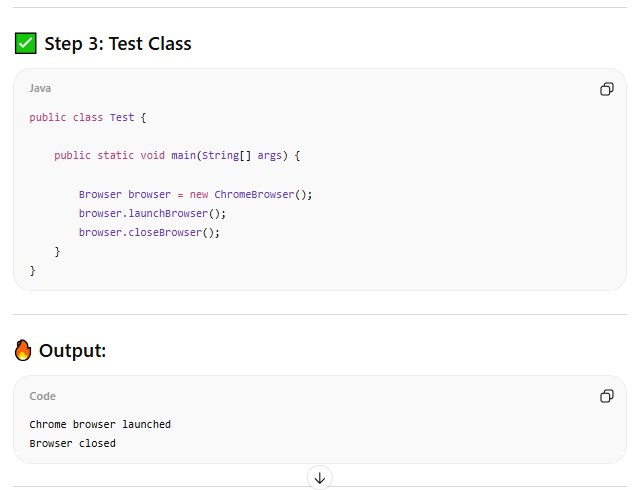 ✅ Step 3: Test Class
Java
public class Test {
    public static void main(String[] args) {
        Browser browser = new ChromeBrowser();
        browser.launchBrowser();
        browser.closeBrowser();
    }
}
🔥 Output:
Code
Chrome browser launched
Browser closed